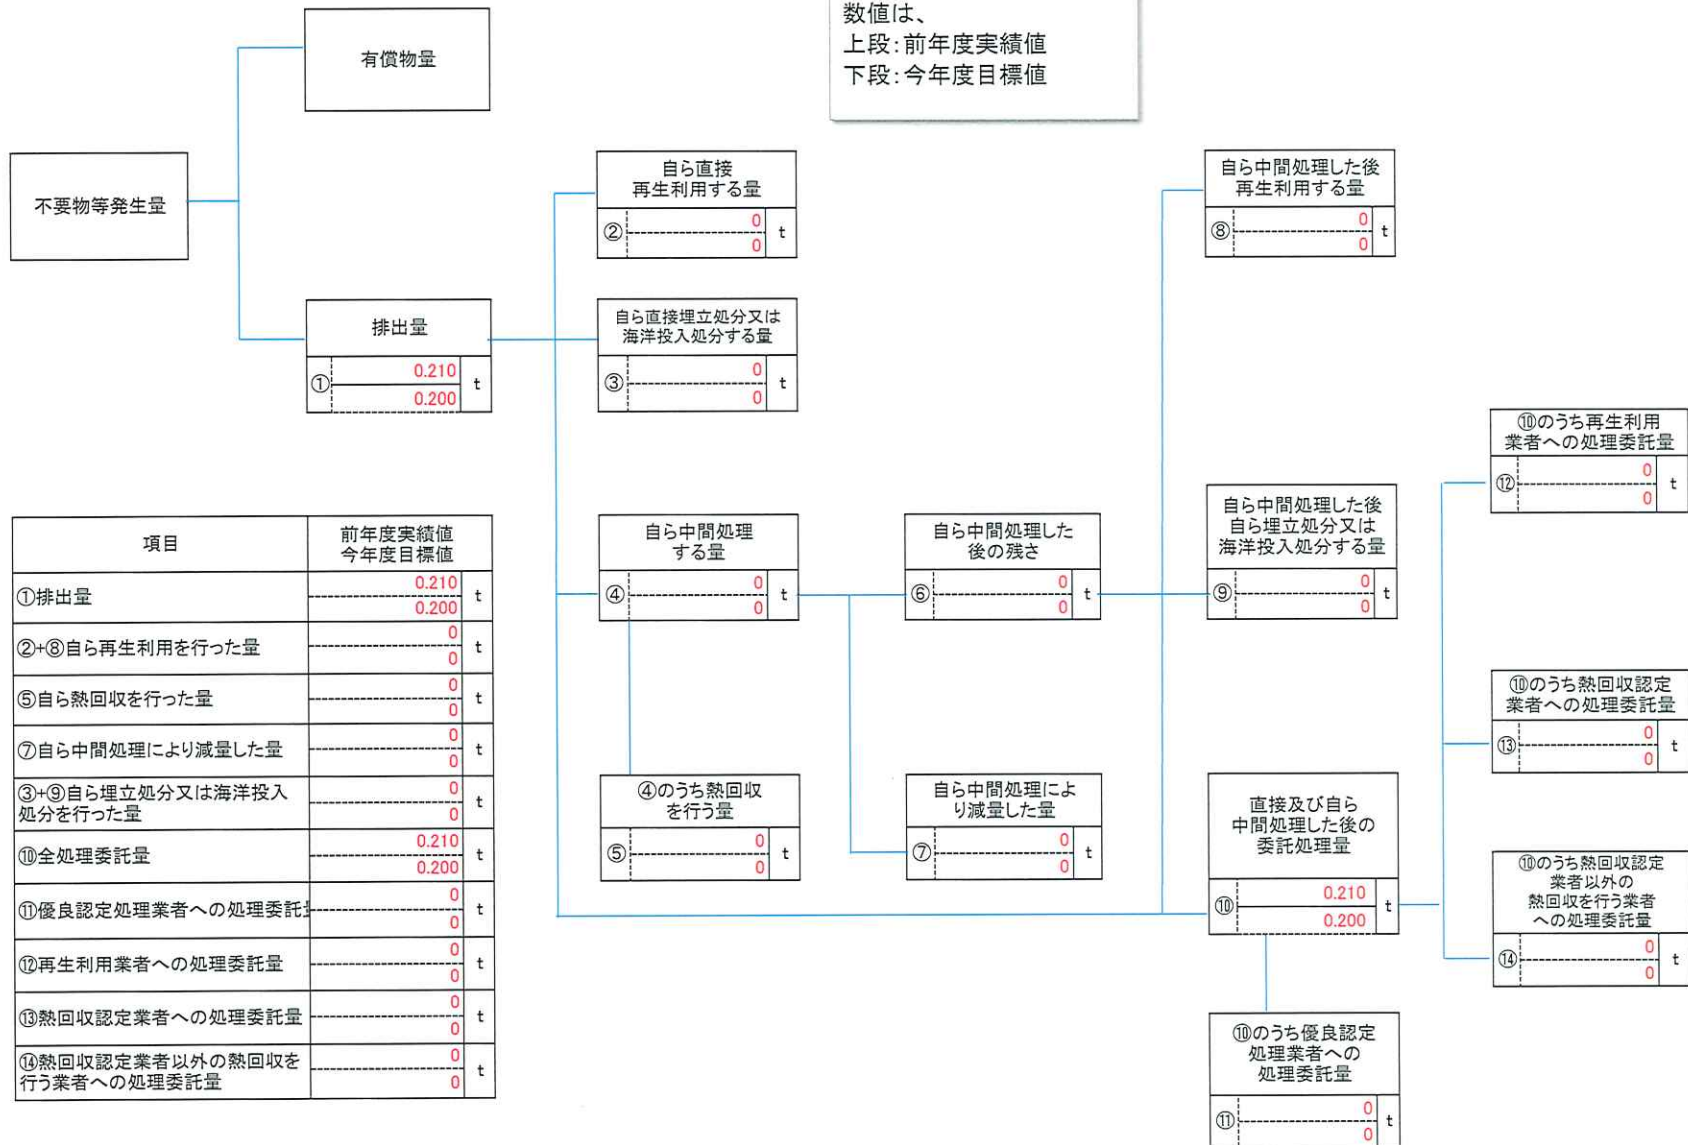 数値は、
上段:前年度実績値
下段:今年度目標値
有償物量
不要物等発生量
排出量
①
0.210
0.200
t
自ら直接
再生利用する量
②
0
0
t
自ら直接埋立処分又は
海洋投入処分する量
③
0
0
t
自ら中間処理
する量
④
0
0
t
④のうち熱回収
を行う量
⑤
0
0
t
自ら中間処理した
後の残さ
⑥
0
0
t
自ら中間処理によ
り減量した量
⑦
0
0
t
自ら中間処理した後
再生利用する量
⑧
0
0
t
自ら中間処理した後
自ら埋立処分又は
海洋投入処分する量
⑨
0
0
t
直接及び自ら
中間処理した後の
委託処理量
⑩
0.210
0.200
t
⑩のうち優良認定
処理業者への
処理委託量
⑪
0
0
t
⑩のうち再生利用
業者への処理委託量
⑫
0
0
t
⑩のうち熱回収認定
業者への処理委託量
⑬
0
0
t
⑩のうち熱回収認定
業者以外の
熱回収を行う業者
への処理委託量
⑭
0
0
t
項目
前年度実績値
今年度目標値
①排出量
0.210
0.200
t
②+⑧自ら再生利用を行った量
0
0
t
⑤自ら熱回収を行った量
0
0
t
⑦自ら中間処理により減量した量
0
0
t
③+⑨自ら埋立処分又は海洋投入
処分を行った量
0
0
t
⑩全処理委託量
0.210
0.200
t
⑪優良認定処理業者への処理委託
0
0
t
⑫再生利用業者への処理委託量
0
0
t
⑬熱回収認定業者への処理委託量
0
0
t
⑭熱回収認定業者以外の熱回収を
行う業者への処理委託量
0
0
t